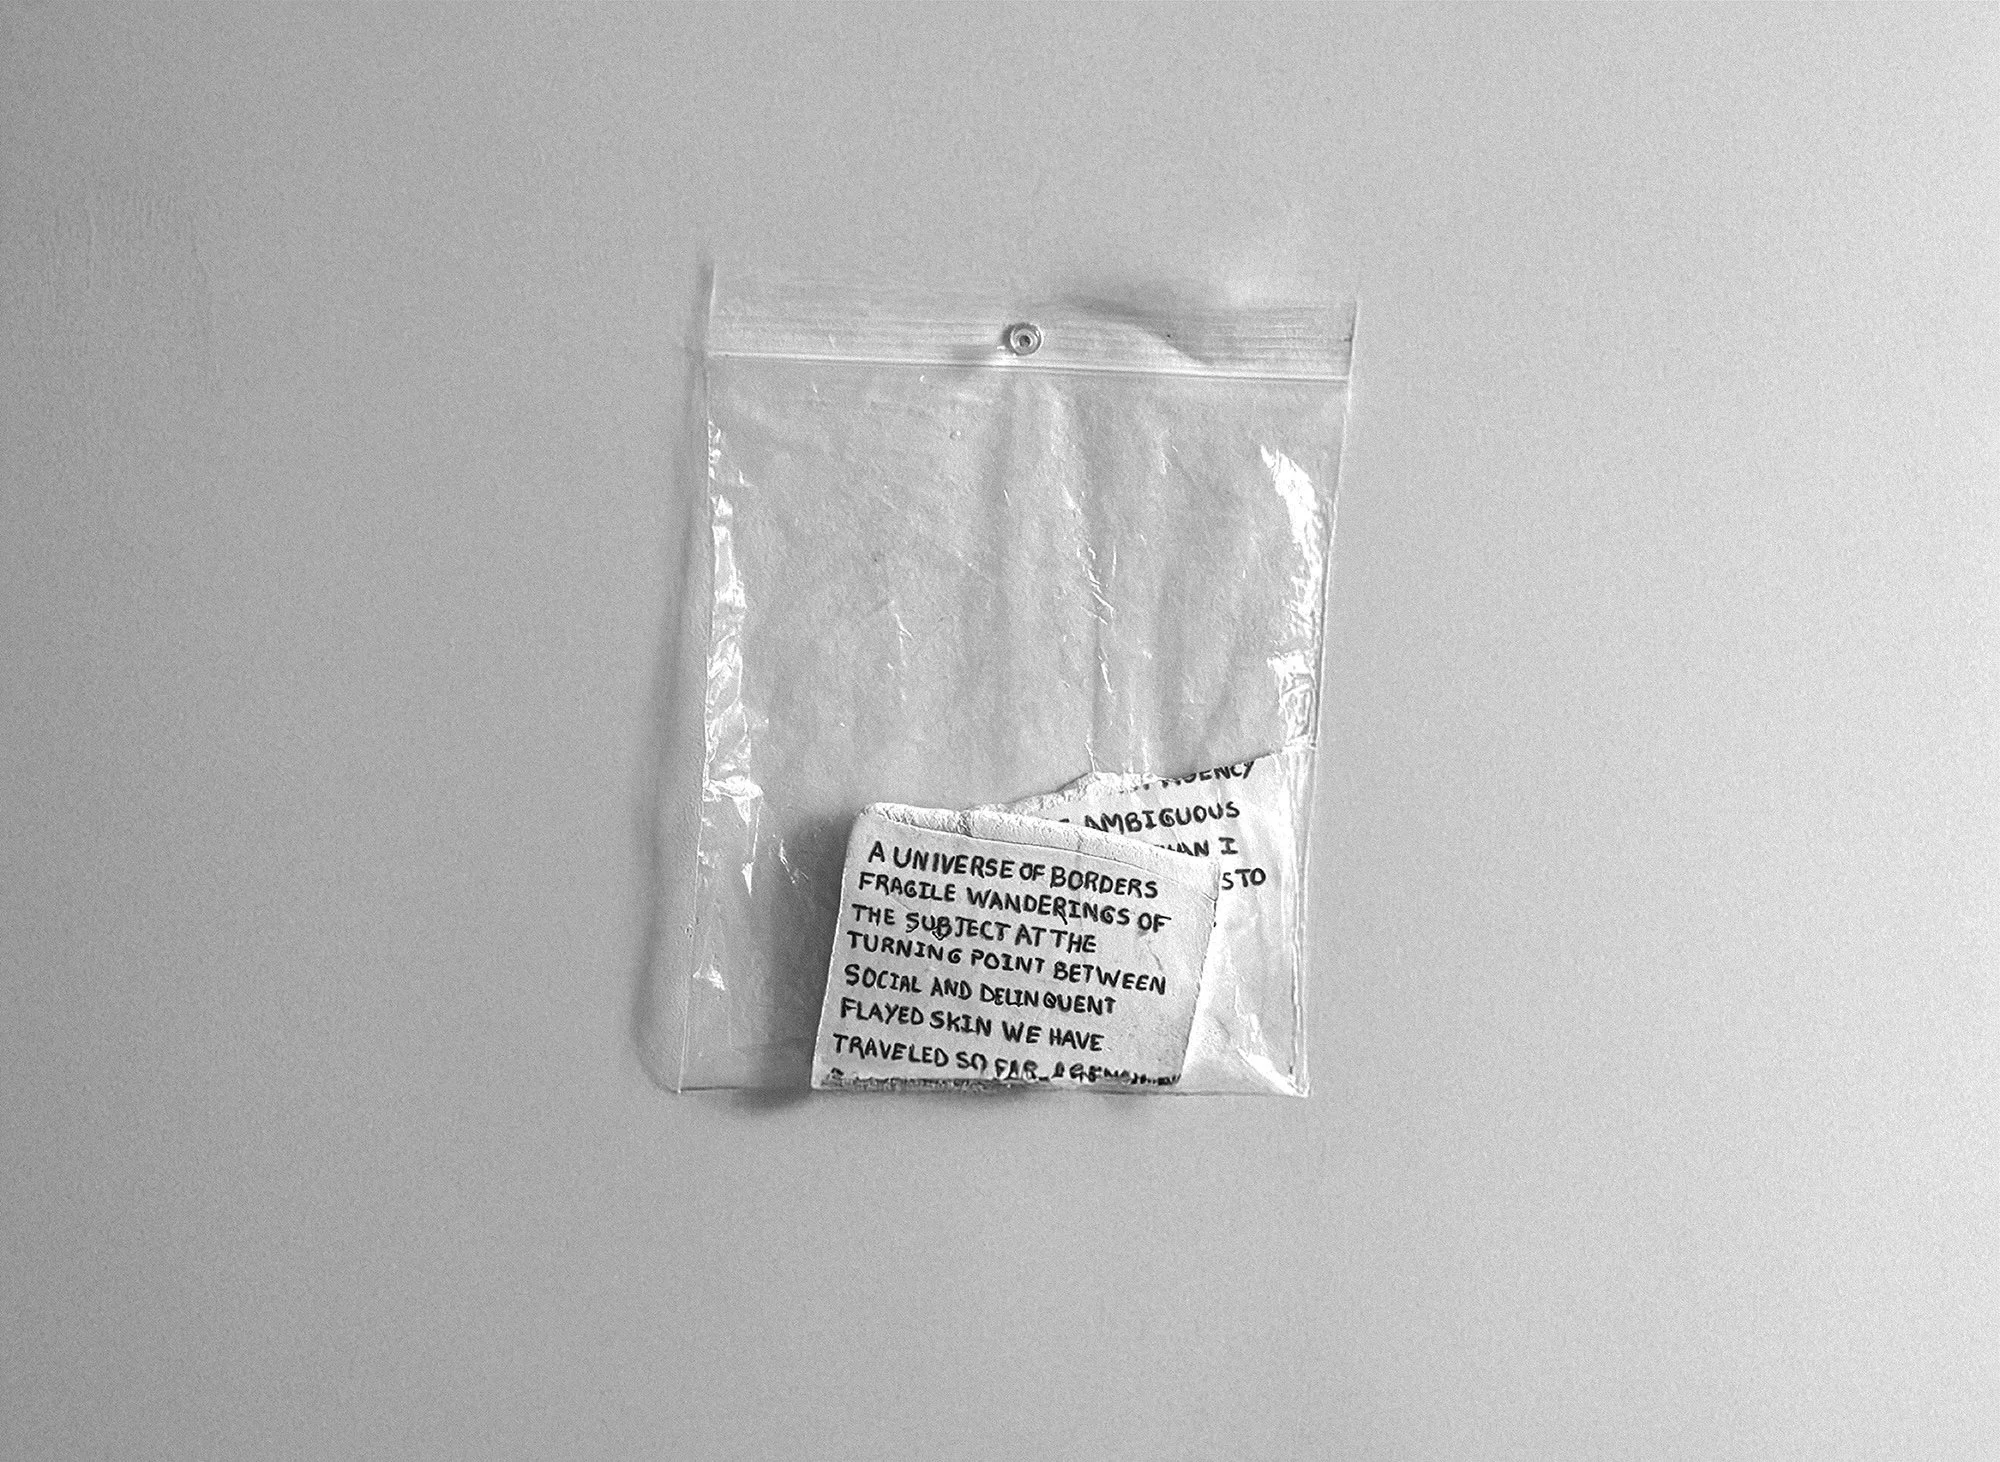 A UNIVERSE OF BORDERS
FRAGILE WANDERINGS OF
THE SUBJECT AT THE
TURNING POINT BETWEEN
SOCIAL AND DELINQUENT
FLAYED SKIN WE HAVE
TRAVELED SO FAR
AMBIGUOUS
I